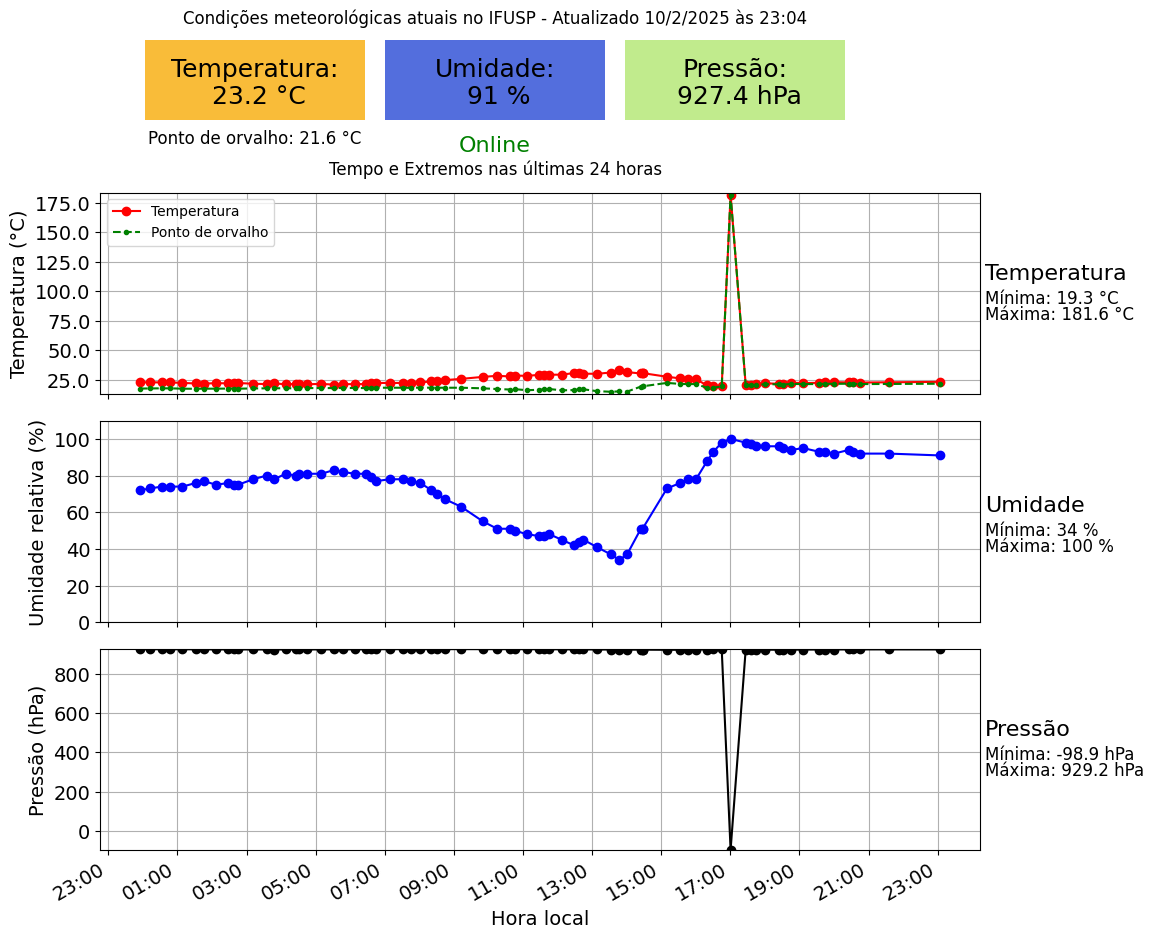 Condições meteorológicas atuais no IFUSP - Atualizado 10/2/2025 às 23:04
Temperatura:
23.2 °C
Umidade:
91 %
Pressão:
927.4 hPa
Ponto de orvalho: 21.6 °C
Online
Tempo e Extremos nas últimas 24 horas
Temperatura (°C)
175.0
150.0
125.0
100.0
75.0
50.0
25.0
Temperatura
Ponto de orvalho
Temperatura
Mínima: 19.3 °C
Máxima: 181.6 °C
Umidade relativa (%)
100
80
60
40
20
0
Umidade
Mínima: 34 %
Máxima: 100 %
Pressão (hPa)
800
600
400
200
0
Pressão
Mínima: -98.9 hPa
Máxima: 929.2 hPa
23:00
01:00
03:00
05:00
07:00
09:00
11:00
13:00
15:00
17:00
19:00
21:00
23:00
Hora local